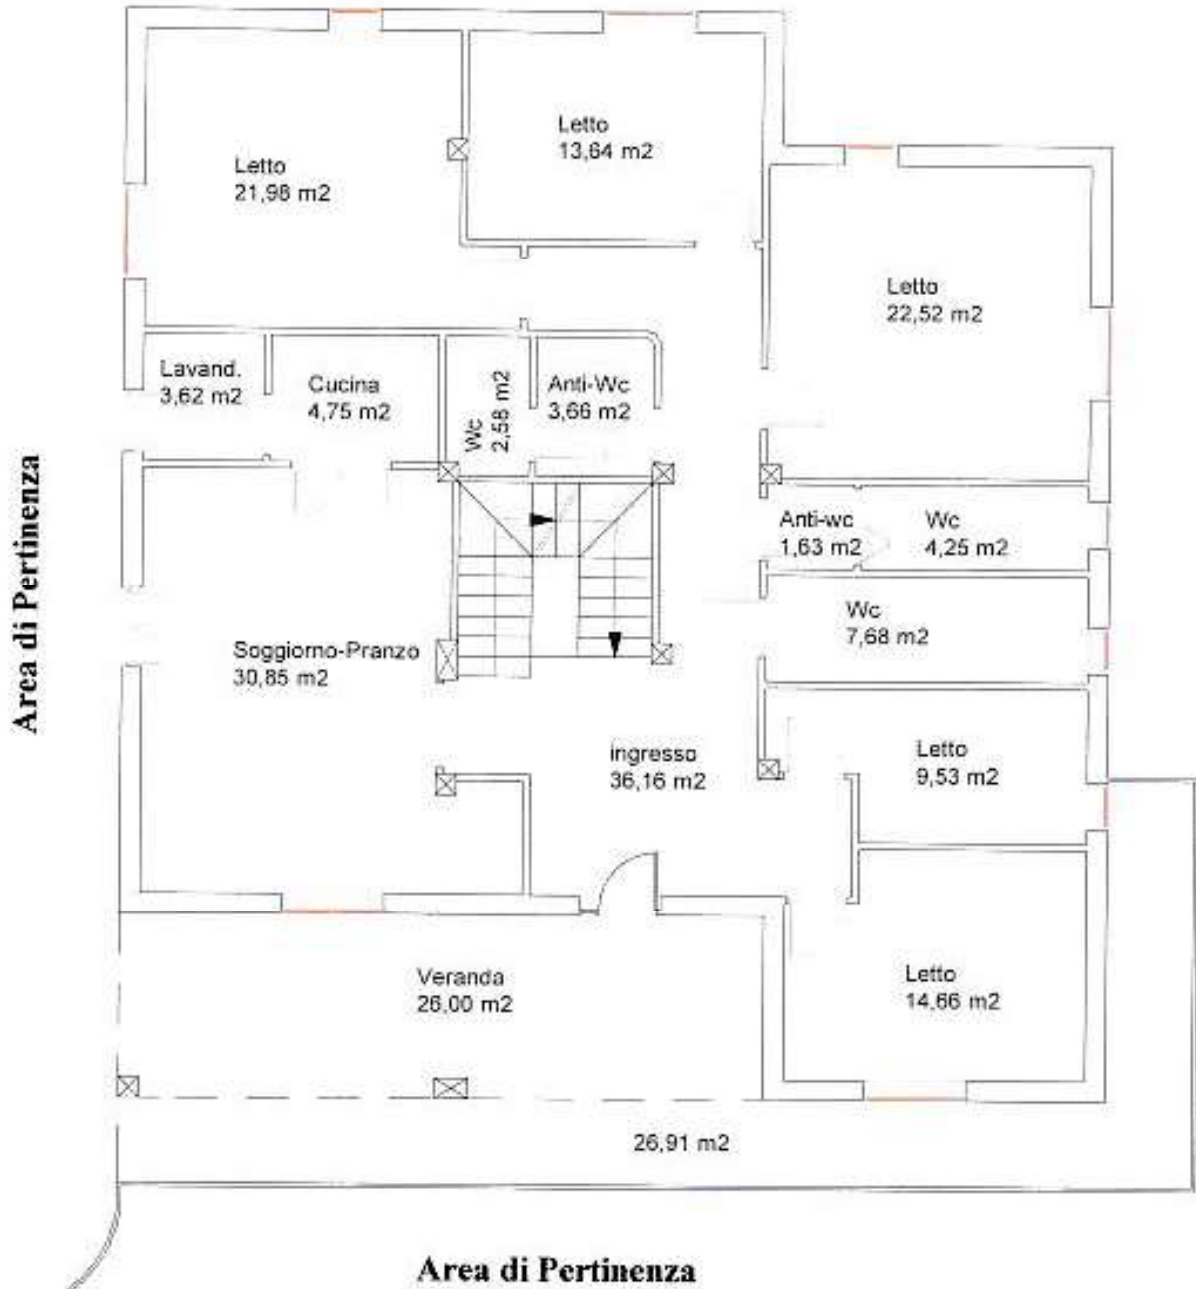 Letto
13,64 m2
Letto
21,98 m2
Letto
22,52 m2
Lavand.
3,62 m2
Cucina
4,75 m2
Wc
2,58 m2
Anti-Wc
3,66 m2
Anti-wc
1,63 m2
Wc
4,25 m2
Wc
7,68 m2
Soggiorno-Pranzo
30,85 m2
ingresso
36,16 m2
Letto
9,53 m2
Letto
14,66 m2
Veranda
26,00 m2
26,91 m2
Area di Pertinenza
Area di Pertinenza